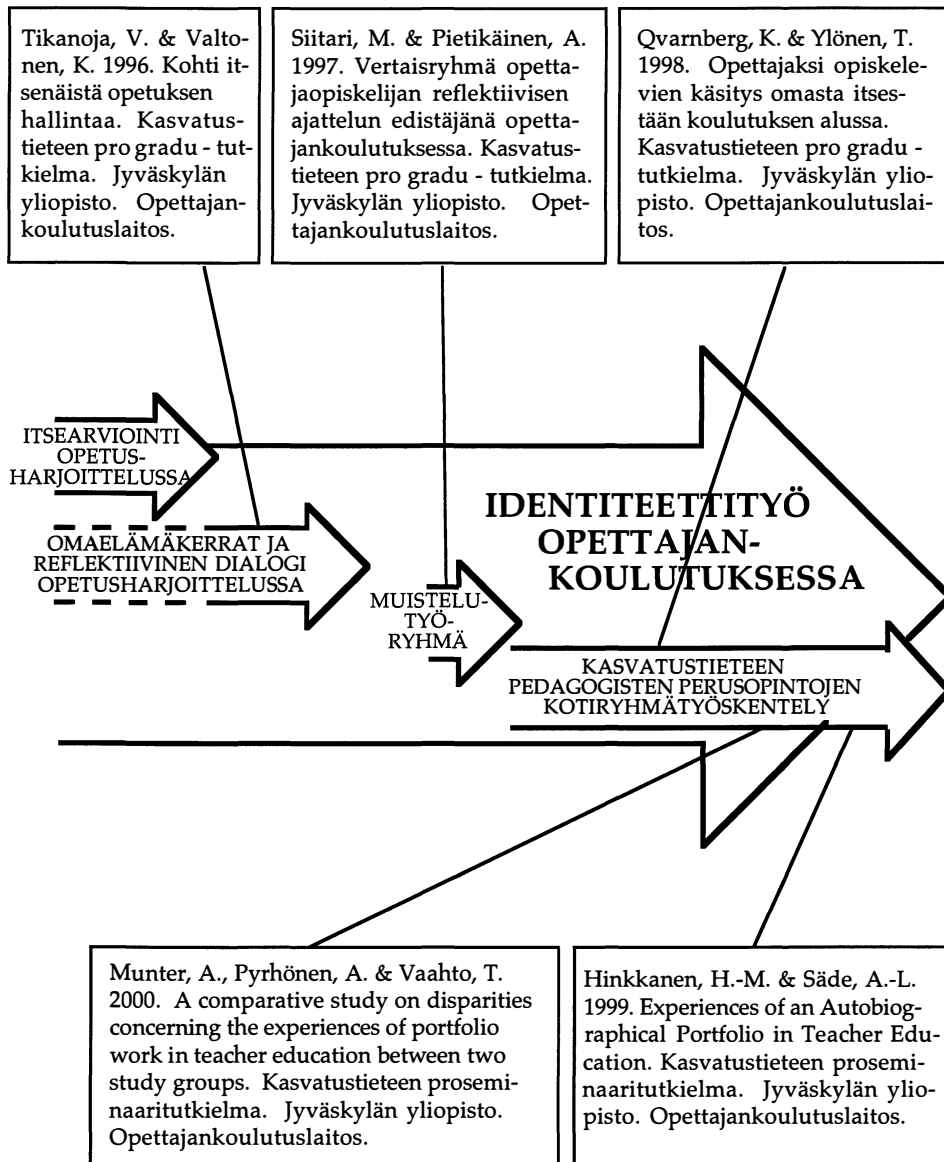 Tikanoja, V. & Valto-
nen, K. 1996. Kohti it-
senäistä opetuksen
hallintaa. Kasvatus-
tieteen pro gradu - tut-
kielma. Jyväskylän
yliopisto. Opettajan-
koulutuslaitos.
Siitari, M. & Pietikäinen, A.
1997. Vertaisryhmä opetta-
jaopiskelijan reflektiivisen
ajattelun edistäjänä opetta-
jankoulutuksessa. Kasvatus-
tieteen pro gradu - tutkielma.
Jyväskylän yliopisto. Opet-
tajankoulutuslaitos.
Qvarnberg, K. & Ylönen, T.
1998. Opettajaksi opiskele-
vien käsitys omasta itses-
tään koulutuksen alussa.
Kasvatustieteen pro gradu -
tutkielma. Jyväskylän ylio-
pisto. Opettajankoulutuslai-
tos.
ITSEARVIOINTI
OPETUS-
HARJOITTELUSSA
OMAELÄMÄKERRAT JA
REFLEKTIIVINEN DIALOGI
OPETUSHARJOITTELUSSA
MUISTELU-
TYÖ-
RYHMÄ
IDENTITEETTITYÖ
OPETTAJAN-
KOULUTUKSESSA
KASVATUSTIETEEN
PEDAGOGISTEN PERUSOPINTOJEN
KOTIRYHMÄTYÖSKENTELY
Munter, A., Pyrhönen, A. & Vaahto, T.
2000. A comparative study on disparities
concerning the experiences of portfolio
work in teacher education between two
study groups. Kasvatustieteen prosemi-
naaritutkielma. Jyväskylän yliopisto.
Opettajankoulutuslaitos.
Hinkkanen, H.-M. & Säde, A.-L.
1999. Experiences of an Autobiog-
raphical Portfolio in Teacher Edu-
cation. Kasvatustieteen prosemi-
naaritutkielma. Jyväskylän ylio-
pisto. Opettajankoulutuslaitos.